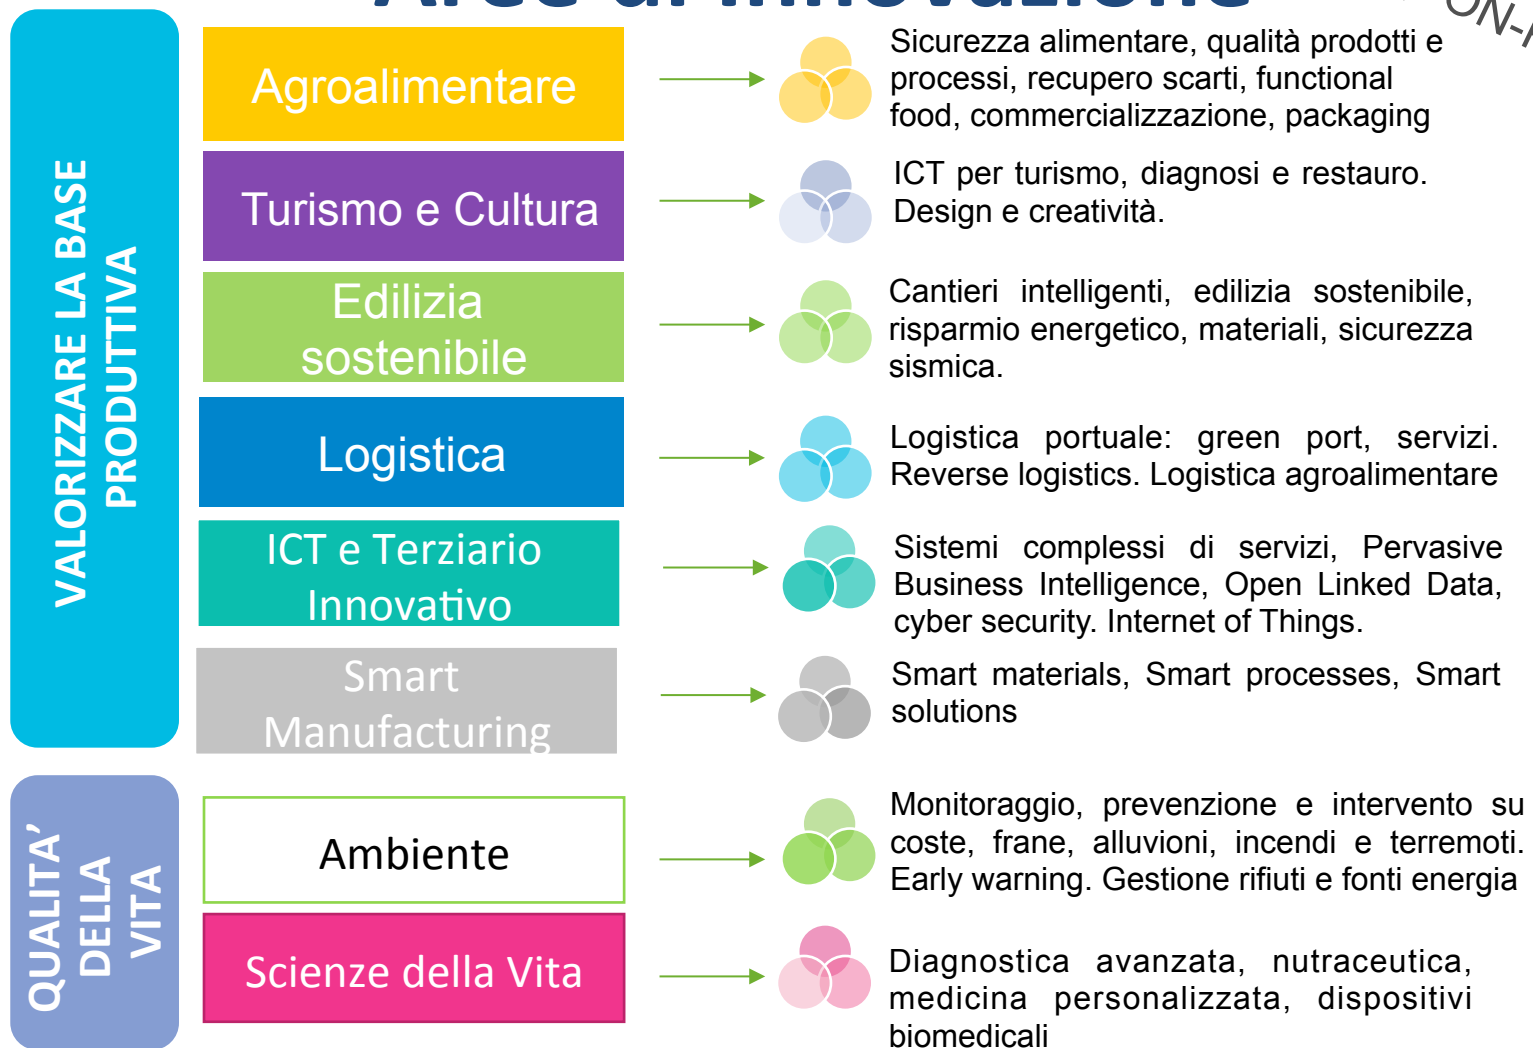 Aree di Innovazione
VALORIZZARE LA BASE
PRODUTTIVA
Agroalimentare
Sicurezza alimentare, qualità prodotti e
processi, recupero scarti, functional
food, commercializzazione, packaging
Turismo e Cultura
ICT per turismo, diagnosi e restauro.
Design e creatività.
Edilizia
sostenibile
Cantieri intelligenti, edilizia sostenibile,
risparmio energetico, materiali, sicurezza
sismica.
Logistica
Logistica portuale: green port, servizi.
Reverse logistics. Logistica agroalimentare
ICT e Terziario
Innovativo
Sistemi complessi di servizi, Pervasive
Business Intelligence, Open Linked Data,
cyber security. Internet of Things.
Smart
Manufacturing
Smart materials, Smart processes, Smart
solutions
QUALITA’
DELLA
VITA
Ambiente
Monitoraggio, prevenzione e intervento su
coste, frane, alluvioni, incendi e terremoti.
Early warning. Gestione rifiuti e fonti energia
Scienze della Vita
Diagnostica avanzata, nutraceutica,
medicina personalizzata, dispositivi
biomedicali